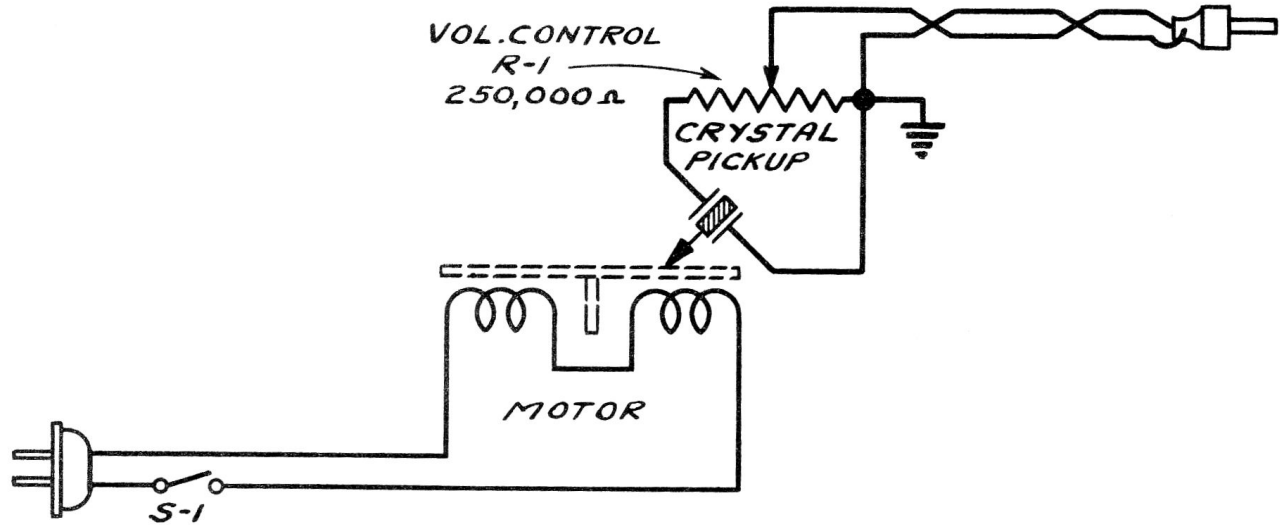 VOL. CONTROL
R-1
250,000 Ω
CRYSTAL
PICKUP
MOTOR
S-1